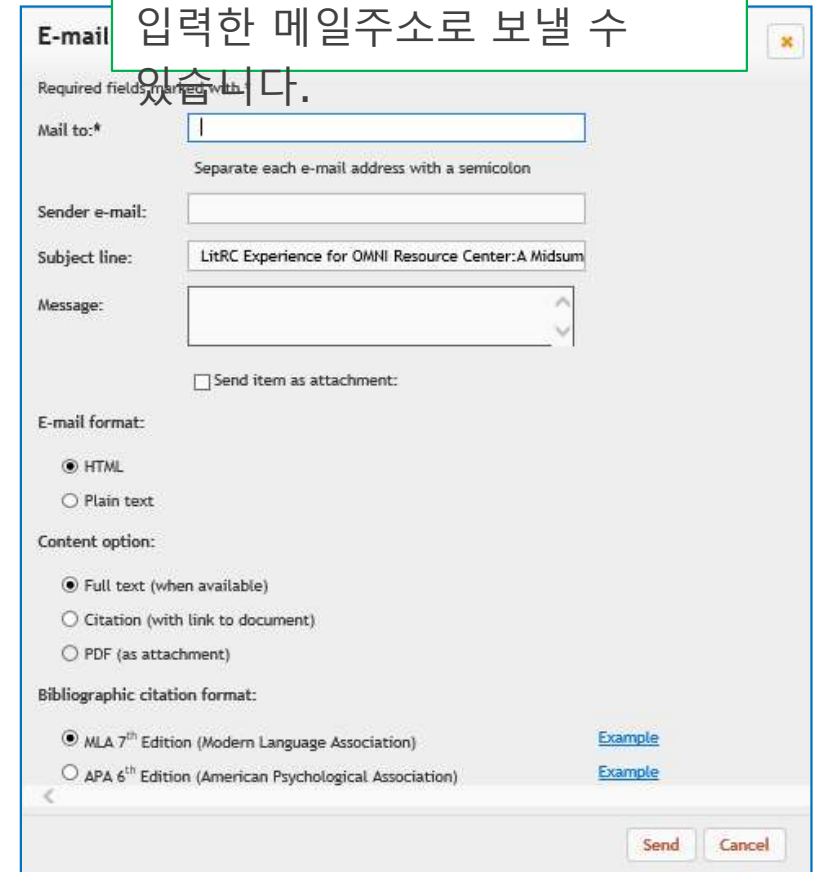 입력한 메일주소로 보낼 수
있습니다.
E-mail
Required fields marked with
Mail to:*
Separate each e-mail address with a semicolon
Sender e-mail:
Subject line: LitRC Experience for OMNI Resource Center:A Midsum
Message:
Send item as attachment:
E-mail format:
HTML
Plain text
Content option:
Full text (when available)
Citation (with link to document)
PDF (as attachment)
Bibliographic citation format:
MLA 7th Edition (Modern Language Association) Example
APA 6th Edition (American Psychological Association) Example
Send Cancel